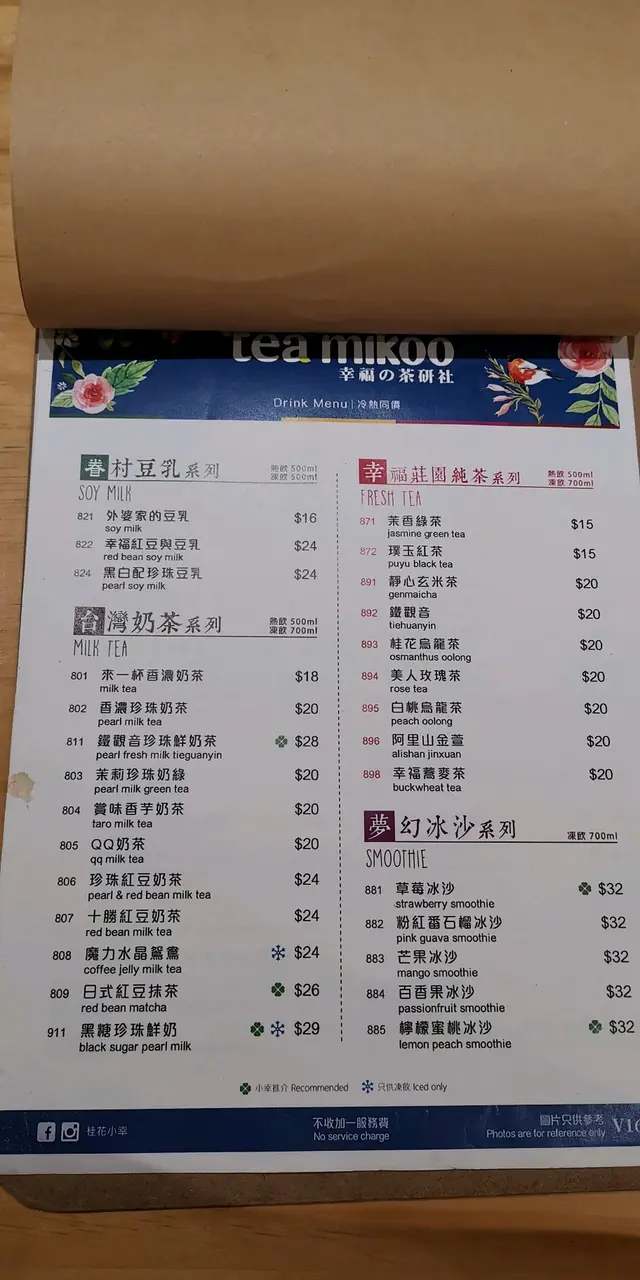 tea mikoo
幸福の茶研社
Drink Menu | 冷熱同價
眷村豆乳系列 熱飲 500ml
凍飲 500ml
SOY MILK
821 外婆家的豆乳 $16
soy milk
822 幸福紅豆與豆乳 $24
red bean soy milk
824 黑白配珍珠豆乳 $24
pearl soy milk
台灣奶茶系列 熱飲 500ml
凍飲 700ml
MILK TEA
801 來一杯香濃奶茶 $18
milk tea
802 香濃珍珠奶茶 $20
pearl milk tea
811 鐵觀音珍珠鮮奶茶 $28
pearl fresh milk tieguanyin
803 茉莉珍珠奶綠 $20
pearl milk green tea
804 賞味香芋奶茶 $20
taro milk tea
805 QQ奶茶 $20
qq milk tea
806 珍珠紅豆奶茶 $24
pearl & red bean milk tea
807 十勝紅豆奶茶 $24
red bean milk tea
808 魔力水晶鴛鴦 $24
coffee jelly milk tea
809 日式紅豆抹茶 $26
red bean matcha
911 黑糖珍珠鮮奶 $29
black sugar pearl milk
幸福莊園純茶系列 熱飲 500ml
凍飲 700ml
FRESH TEA
871 茉香綠茶 $15
jasmine green tea
872 璞玉紅茶 $15
puyu black tea
891 靜心玄米茶 $20
genmaicha
892 鐵觀音 $20
tiehuanyin
893 桂花烏龍茶 $20
osmanthus oolong
894 美人玫瑰茶 $20
rose tea
895 白桃烏龍茶 $20
peach oolong
896 阿里山金萱 $20
alishan jinxuan
898 幸福蕎麥茶 $20
buckwheat tea
夢幻冰沙系列 凍飲 700ml
SMOOTHIE
881 草莓冰沙 $32
strawberry smoothie
882 粉紅番石榴冰沙 $32
pink guava smoothie
883 芒果冰沙 $32
mango smoothie
884 百香果冰沙 $32
passionfruit smoothie
885 檸檬蜜桃冰沙 $32
lemon peach smoothie
小幸推介 Recommended 只供凍飲 Iced only
桂花小幸
不收加一服務費
No service charge
圖片只供參考
Photos are for reference only
V16